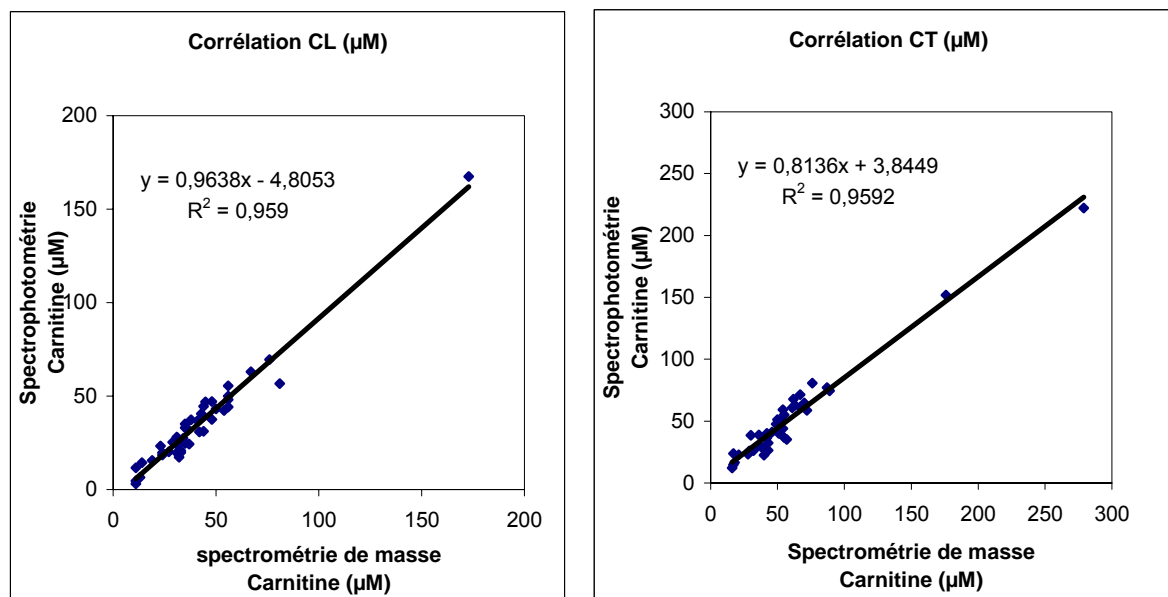 Corrélation CL (µM)
200
150
100
50
0
0 50 100 150 200
y = 0,9638x - 4,8053
R² = 0,959
Spectrophotométrie
Carnitine (µM)
spectrométrie de masse
Carnitine (µM)
Corrélation CT (µM)
300
250
200
150
100
50
0
0 50 100 150 200 250 300
y = 0,8136x + 3,8449
R² = 0,9592
Spectrophotométrie
Carnitine (µM)
Spectrométrie de masse
Carnitine (µM)